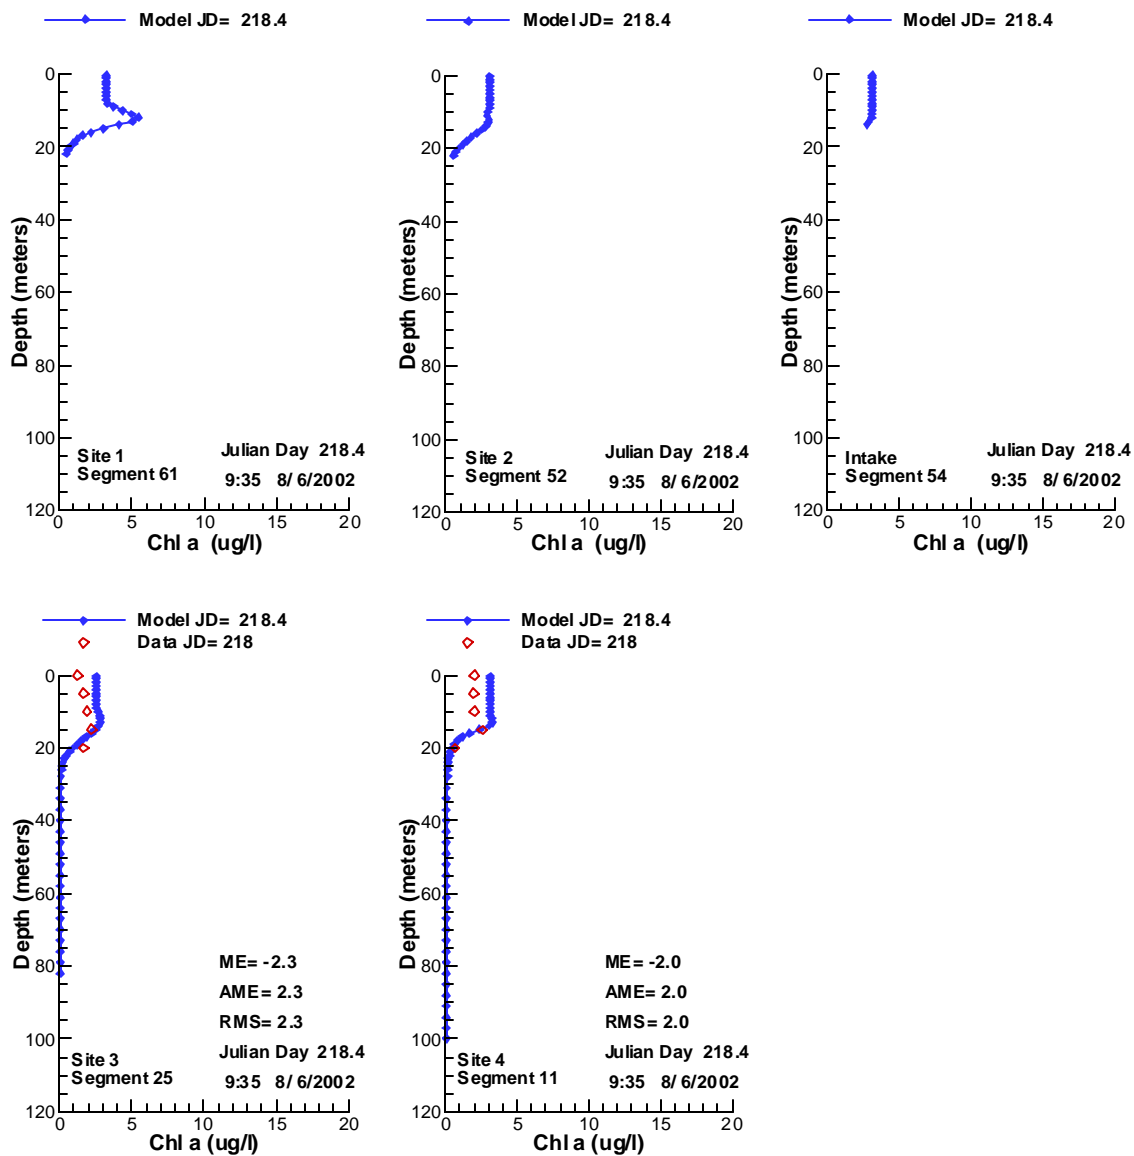 Model JD= 218.4
0
20
40
60
80
100
120
Depth (meters)
Site 1
Segment 61
Julian Day 218.4
9:35 8/ 6/2002
0 5 10 15 20
Chl a (ug/l)
Model JD= 218.4
0
20
40
60
80
100
120
Depth (meters)
Site 2
Segment 52
Julian Day 218.4
9:35 8/ 6/2002
0 5 10 15 20
Chl a (ug/l)
Model JD= 218.4
0
20
40
60
80
100
120
Depth (meters)
Intake
Segment 54
Julian Day 218.4
9:35 8/ 6/2002
0 5 10 15 20
Chl a (ug/l)
Model JD= 218.4
Data JD= 218
0
20
40
60
80
100
120
Depth (meters)
ME= -2.3
AME= 2.3
RMS= 2.3
Site 3
Segment 25
Julian Day 218.4
9:35 8/ 6/2002
0 5 10 15 20
Chl a (ug/l)
Model JD= 218.4
Data JD= 218
0
20
40
60
80
100
120
Depth (meters)
ME= -2.0
AME= 2.0
RMS= 2.0
Site 4
Segment 11
Julian Day 218.4
9:35 8/ 6/2002
0 5 10 15 20
Chl a (ug/l)